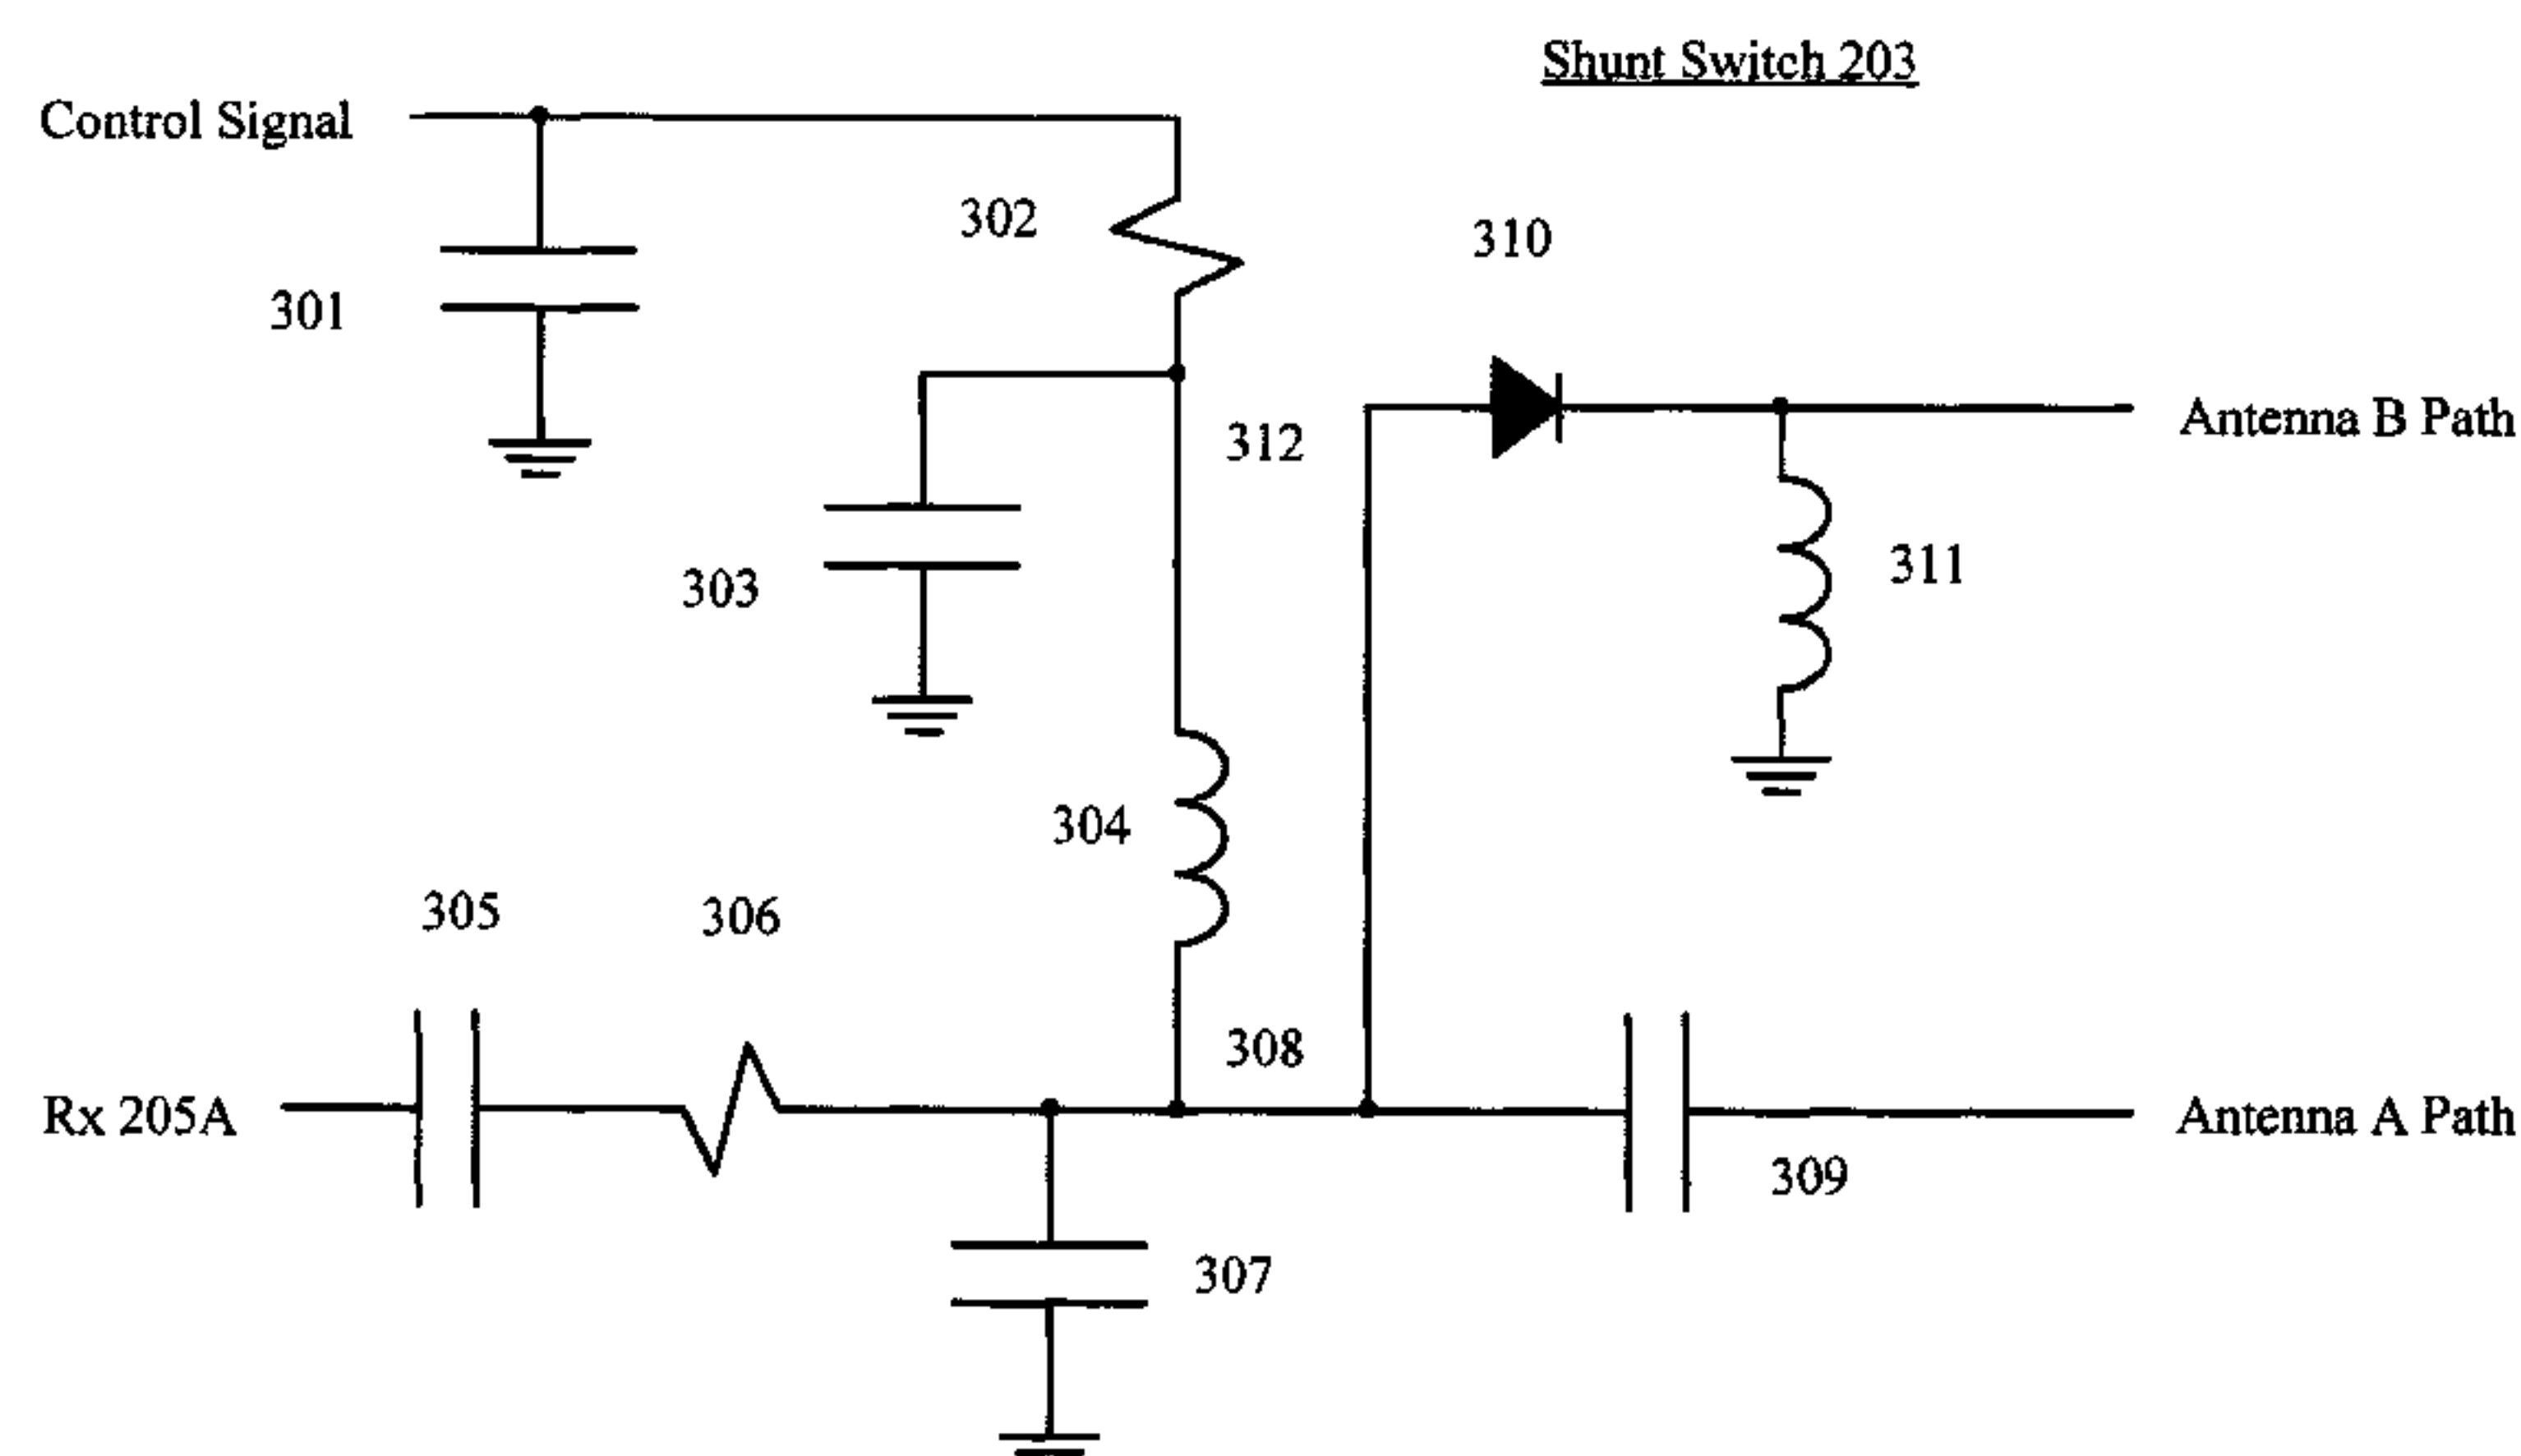 Shunt Switch 203
Control Signal
302
310
301
312
Antenna B Path
303
311
304
305
306
308
Rx 205A
Antenna A Path
309
307